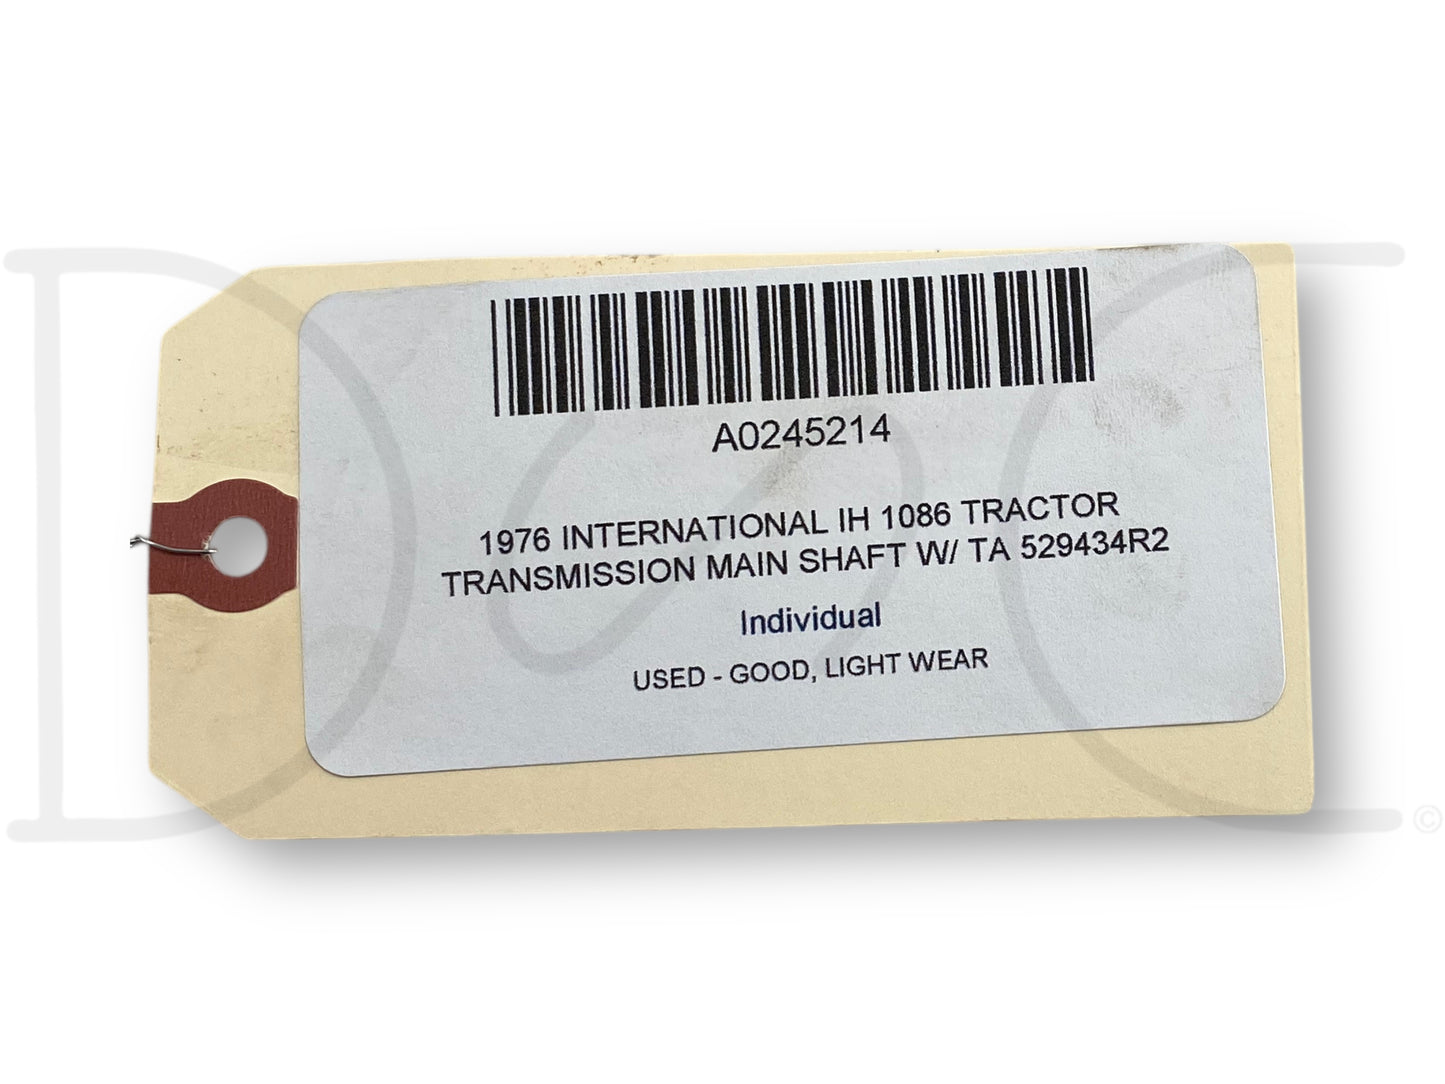 A0245214
1976 INTERNATIONAL IH 1086 TRACTOR
TRANSMISSION MAIN SHAFT W/ TA 529434R2
Individual
USED - GOOD, LIGHT WEAR
©